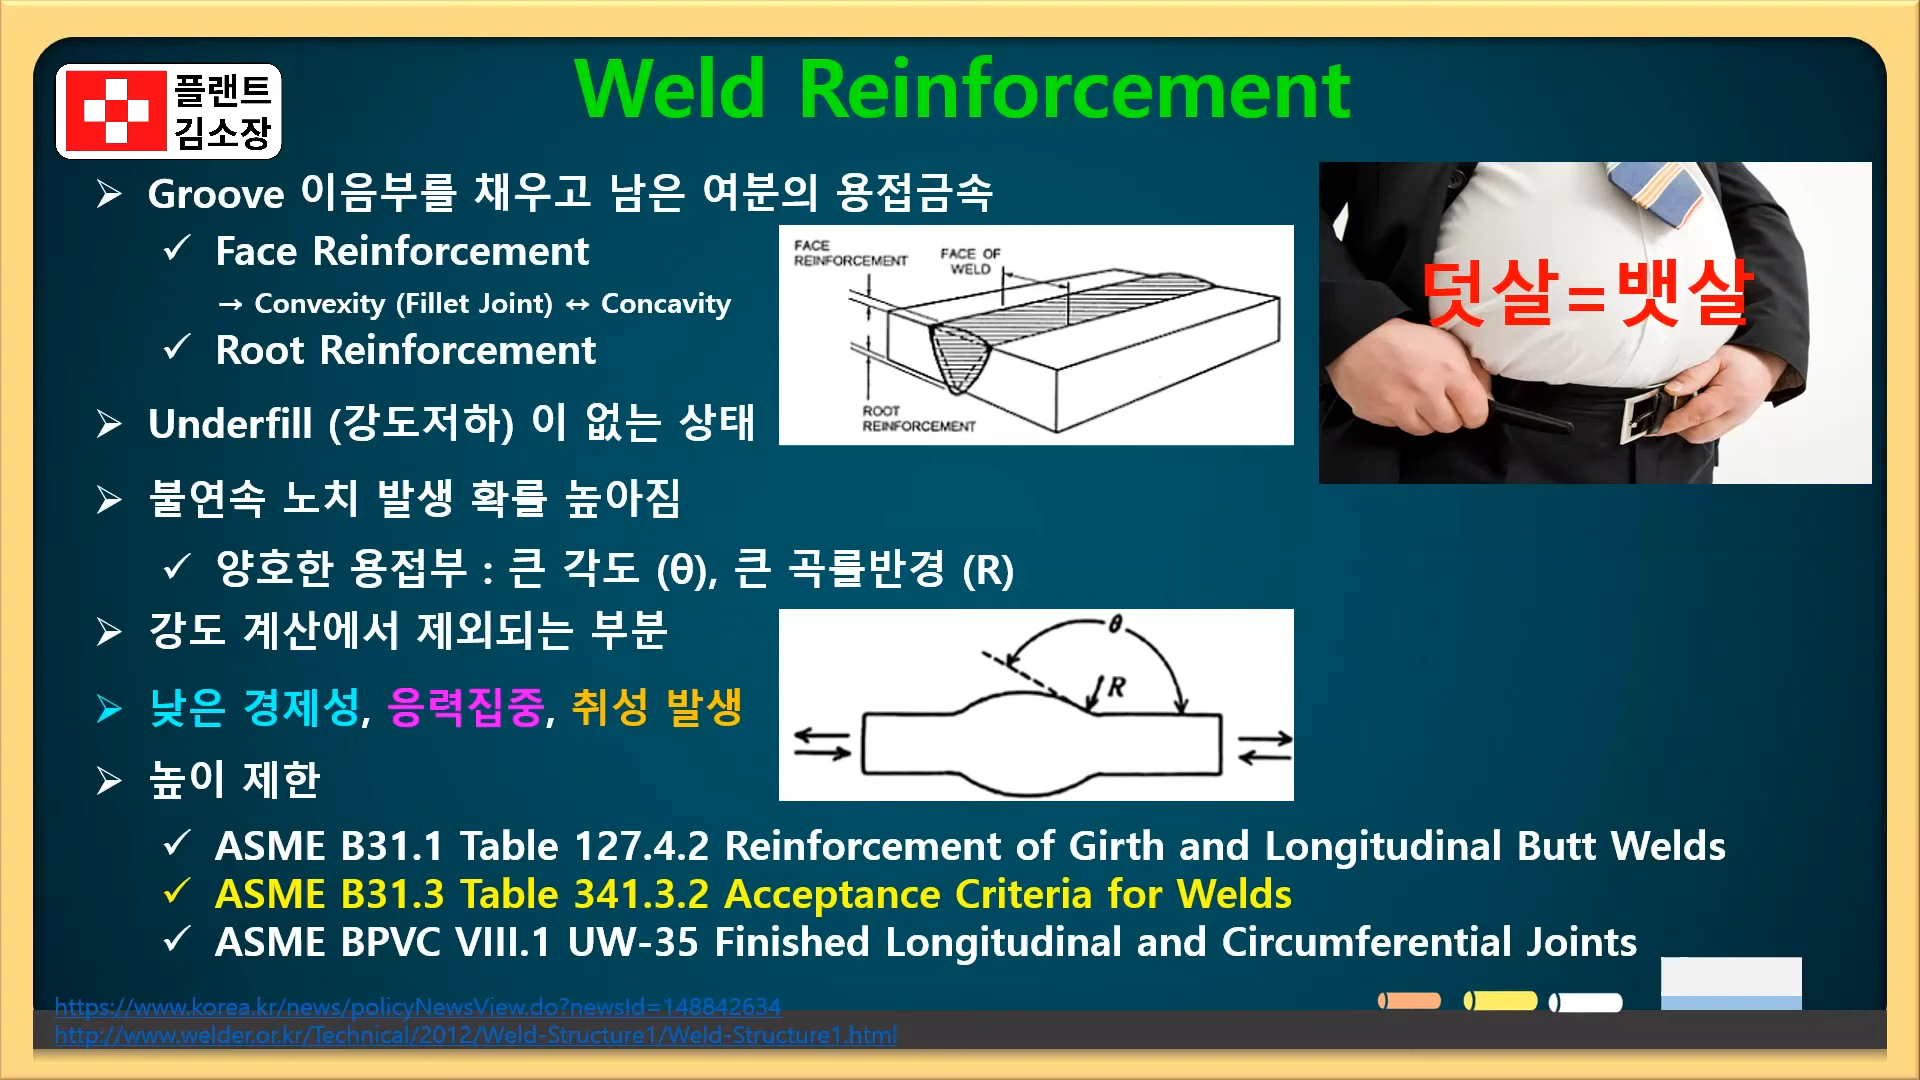 플랜트
김소장
Weld Reinforcement
➢ Groove 이음부를 채우고 남은 여분의 용접금속
✓ Face Reinforcement
→ Convexity (Fillet Joint) ↔ Concavity
✓ Root Reinforcement
FACE
REINFORCEMENT
FACE OF
WELD
ROOT
REINFORCEMENT
덧살=뱃살
➢ Underfill (강도저하) 이 없는 상태
➢ 불연속 노치 발생 확률 높아짐
✓ 양호한 용접부 : 큰 각도 (θ), 큰 곡률반경 (R)
➢ 강도 계산에서 제외되는 부분
➢ 낮은 경제성, 응력집중, 취성 발생
θ
R
➢ 높이 제한
✓ ASME B31.1 Table 127.4.2 Reinforcement of Girth and Longitudinal Butt Welds
✓ ASME B31.3 Table 341.3.2 Acceptance Criteria for Welds
✓ ASME BPVC VIII.1 UW-35 Finished Longitudinal and Circumferential Joints
https://www.korea.kr/news/policyNewsView.do?newsId=148842634
http://www.welder.or.kr/Technical/2012/Weld-Structure1/Weld-Structure1.html